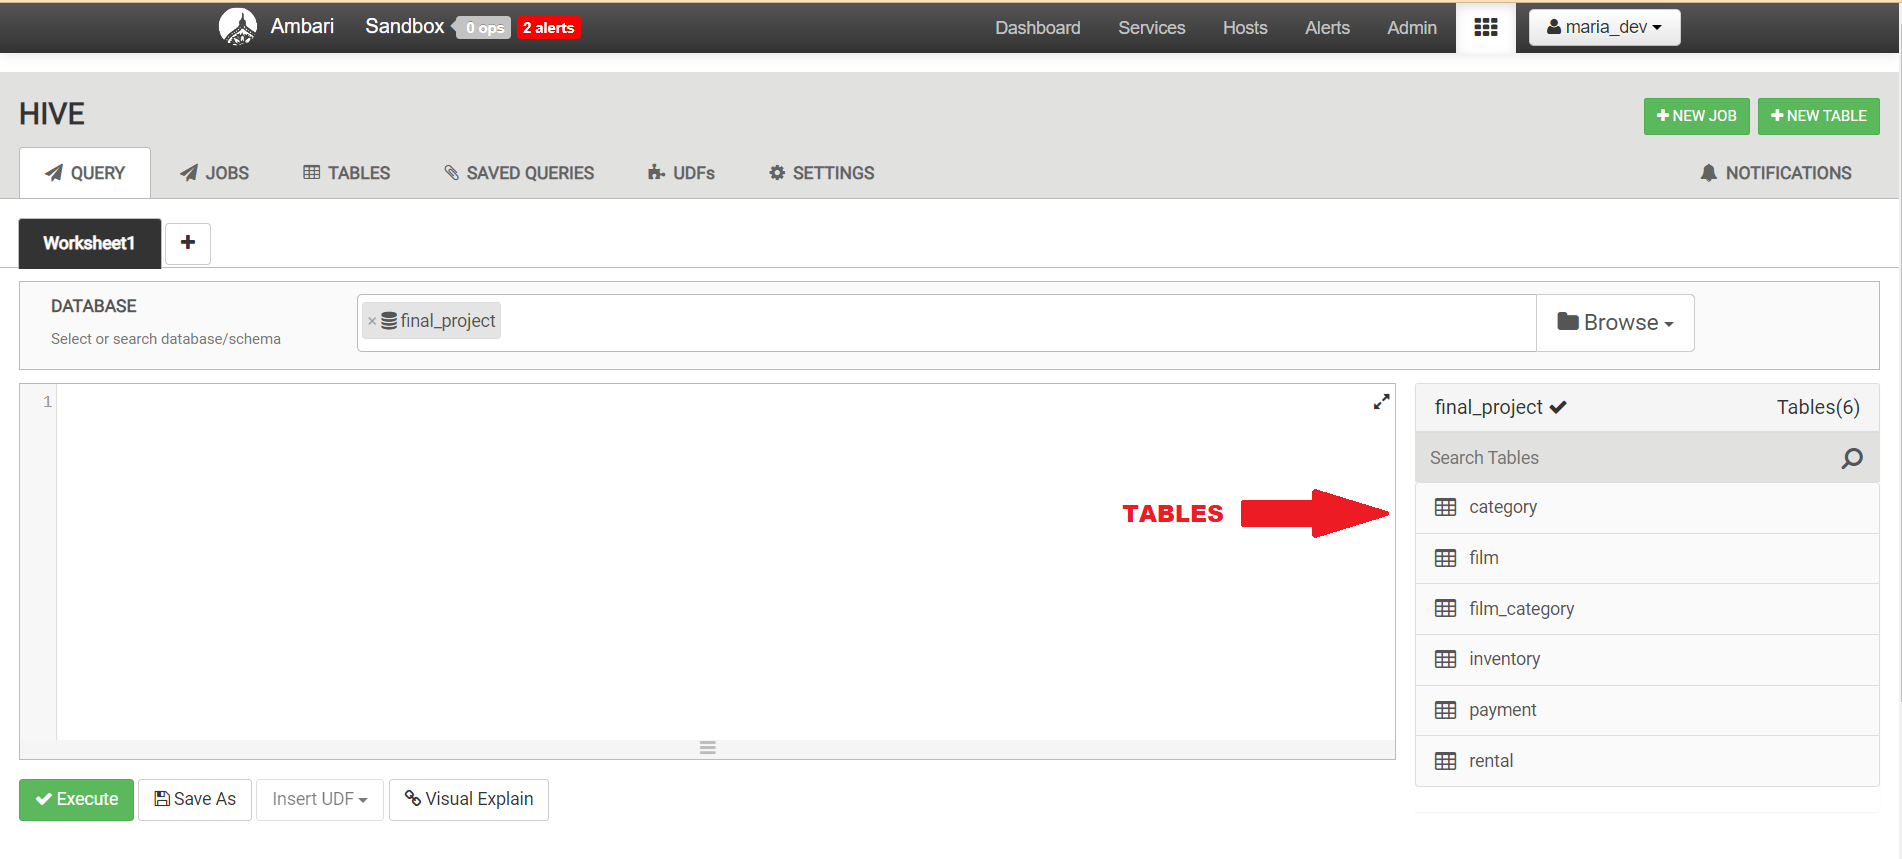 Ambari Sandbox 0 ops 2 alerts Dashboard Services Hosts Alerts Admin maria_dev
HIVE
NEW JOB NEW TABLE
QUERY JOBS TABLES SAVED QUERIES UDFs SETTINGS NOTIFICATIONS
Worksheet1
DATABASE
Select or search database/schema
× final_project
Browse
1
final_project Tables(6)
Search Tables
TABLES
category
film
film_category
inventory
payment
rental
Execute Save As Insert UDF Visual Explain